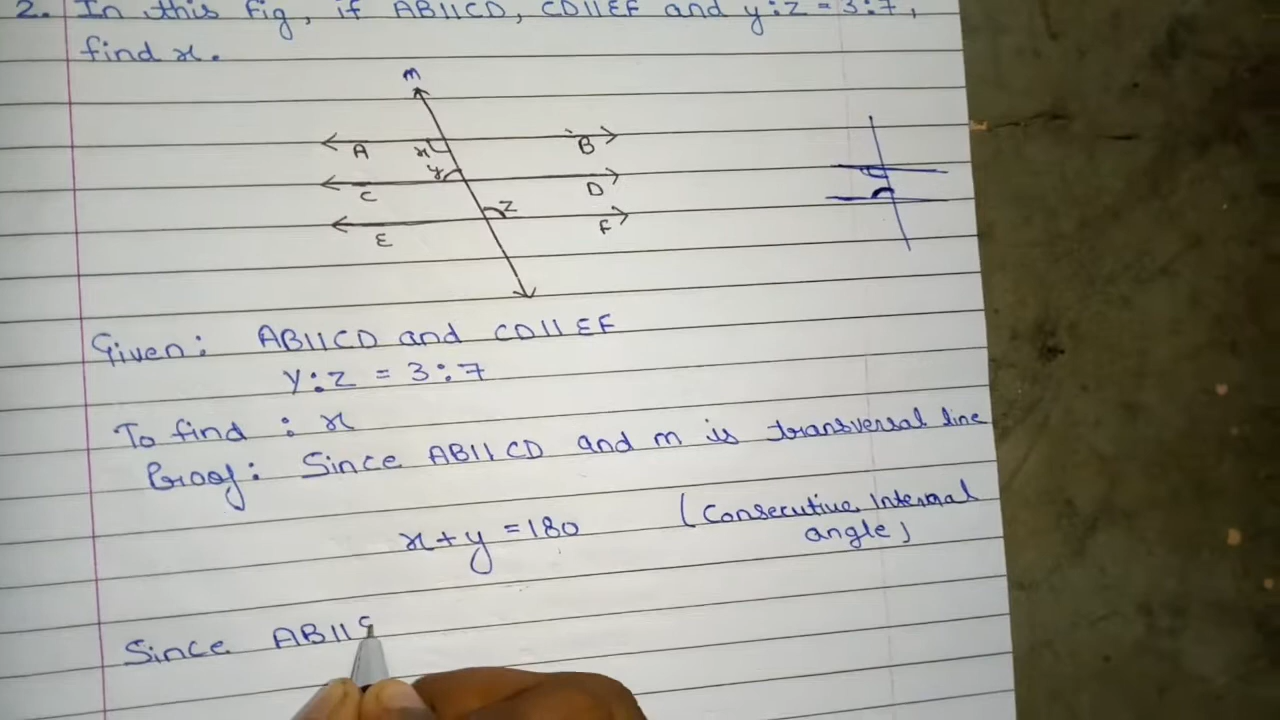 2. In this fig, if AB||CD, CD||EF and y:z = 3:7,
find x.
m
A B
x
y
C D
z
E F
Given: AB||CD and CD||EF
y:z = 3:7
To find : x
Proof: Since AB||CD and m is transversal line
x+y =180 (Consecutive Internal
angle)
Since AB||C